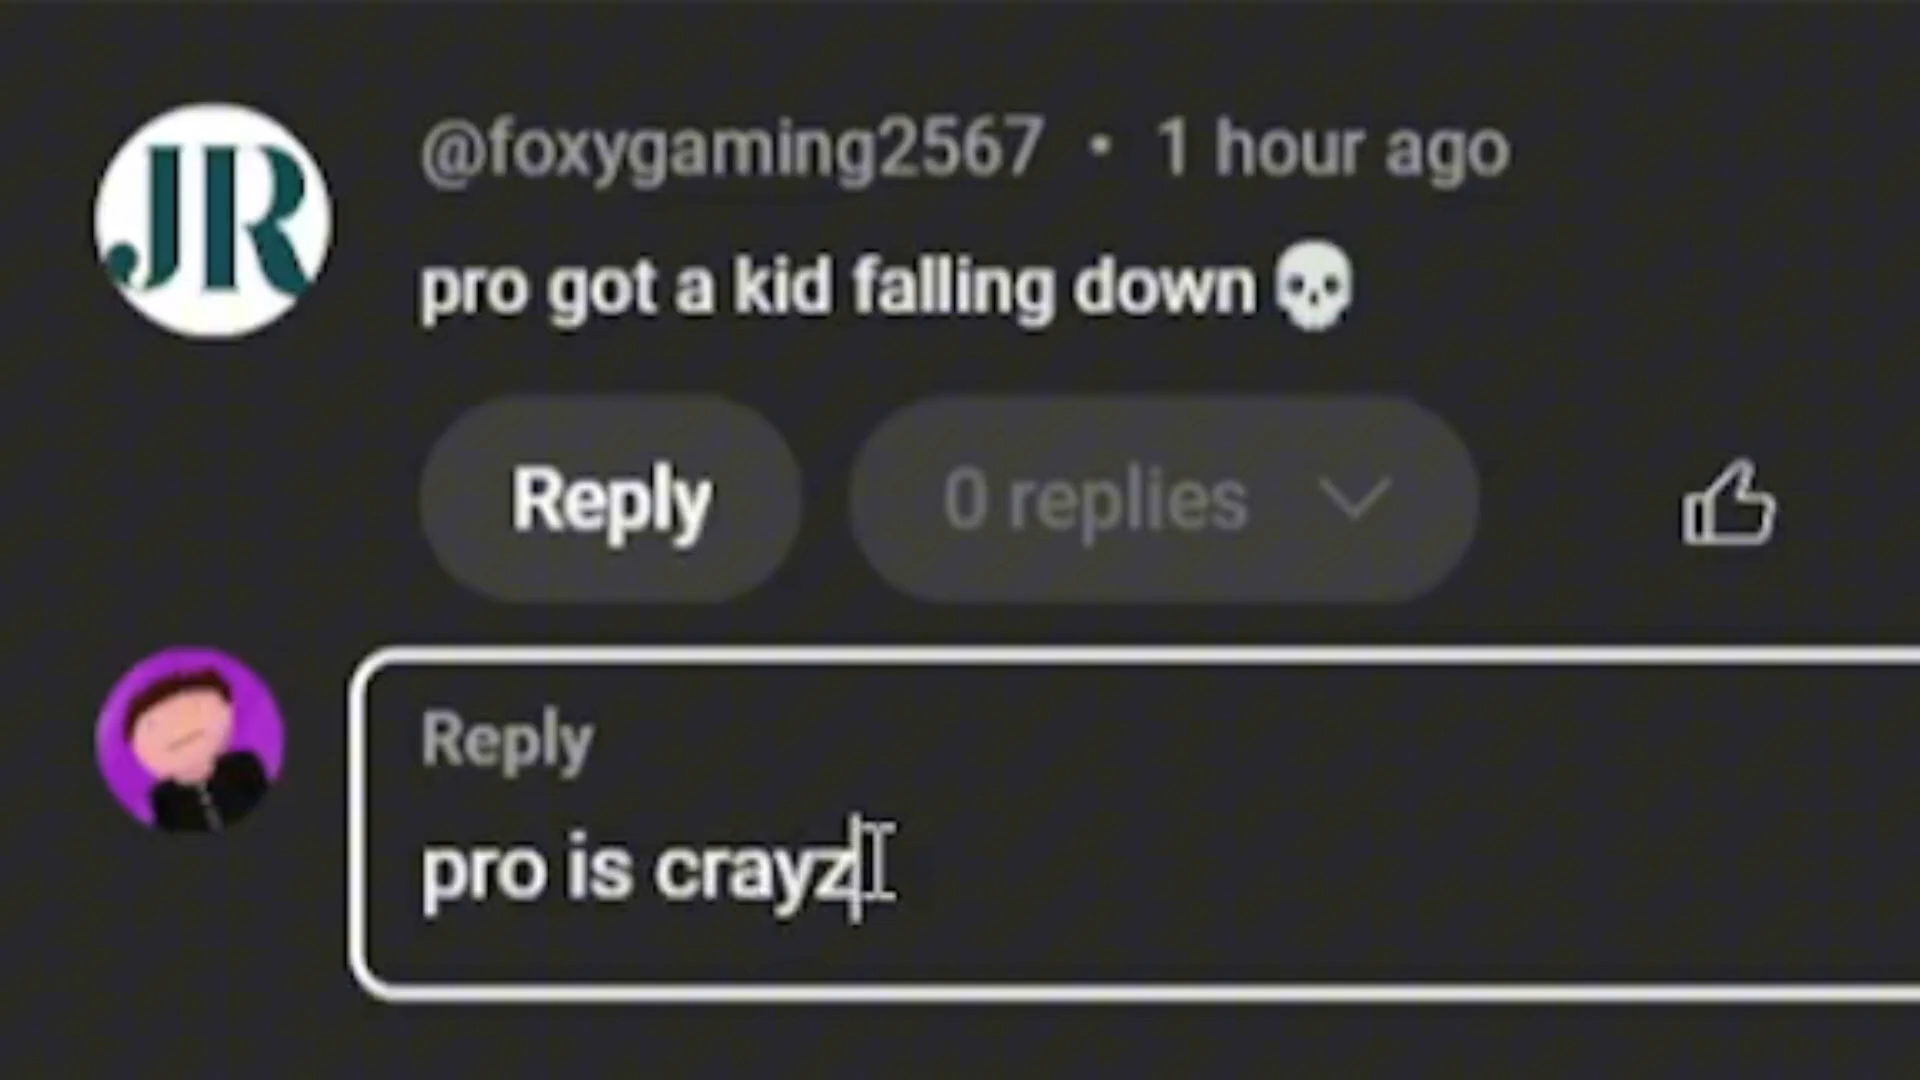 JR
@foxygaming2567 • 1 hour ago
pro got a kid falling down💀
Reply
0 replies
Reply
pro is crayz